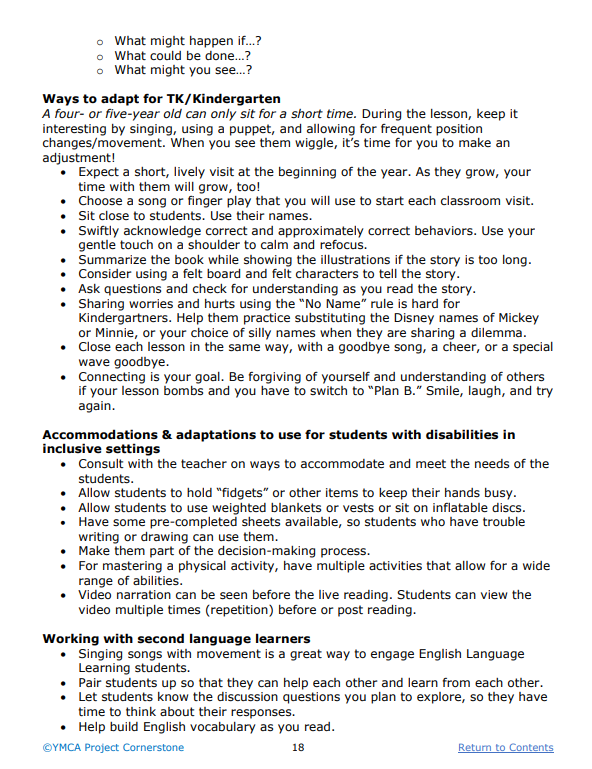 o What might happen if…?
o What could be done…?
o What might you see…?
Ways to adapt for TK/Kindergarten
A four- or five-year old can only sit for a short time. During the lesson, keep it
interesting by singing, using a puppet, and allowing for frequent position
changes/movement. When you see them wiggle, it’s time for you to make an
adjustment!
• Expect a short, lively visit at the beginning of the year. As they grow, your
time with them will grow, too!
• Choose a song or finger play that you will use to start each classroom visit.
• Sit close to students. Use their names.
• Swiftly acknowledge correct and approximately correct behaviors. Use your
gentle touch on a shoulder to calm and refocus.
• Summarize the book while showing the illustrations if the story is too long.
• Consider using a felt board and felt characters to tell the story.
• Ask questions and check for understanding as you read the story.
• Sharing worries and hurts using the “No Name” rule is hard for
Kindergartners. Help them practice substituting the Disney names of Mickey
or Minnie, or your choice of silly names when they are sharing a dilemma.
• Close each lesson in the same way, with a goodbye song, a cheer, or a special
wave goodbye.
• Connecting is your goal. Be forgiving of yourself and understanding of others
if your lesson bombs and you have to switch to “Plan B.” Smile, laugh, and try
again.
Accommodations & adaptations to use for students with disabilities in
inclusive settings
• Consult with the teacher on ways to accommodate and meet the needs of the
students.
• Allow students to hold “fidgets” or other items to keep their hands busy.
• Allow students to use weighted blankets or vests or sit on inflatable discs.
• Have some pre-completed sheets available, so students who have trouble
writing or drawing can use them.
• Make them part of the decision-making process.
• For mastering a physical activity, have multiple activities that allow for a wide
range of abilities.
• Video narration can be seen before the live reading. Students can view the
video multiple times (repetition) before or post reading.
Working with second language learners
• Singing songs with movement is a great way to engage English Language
Learning students.
• Pair students up so that they can help each other and learn from each other.
• Let students know the discussion questions you plan to explore, so they have
time to think about their responses.
• Help build English vocabulary as you read.
©YMCA Project Cornerstone 18 Return to Contents